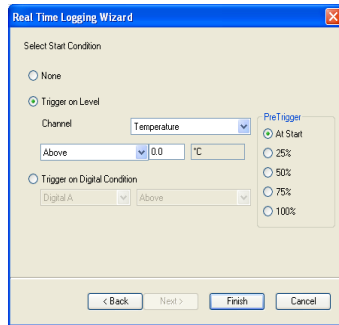 Real Time Logging Wizard
Select Start Condition
None
Trigger on Level
Channel
Temperature
Above
0.0
°C
Trigger on Digital Condition
Digital A
Above
PreTrigger
At Start
25%
50%
75%
100%
< Back
Next >
Finish
Cancel